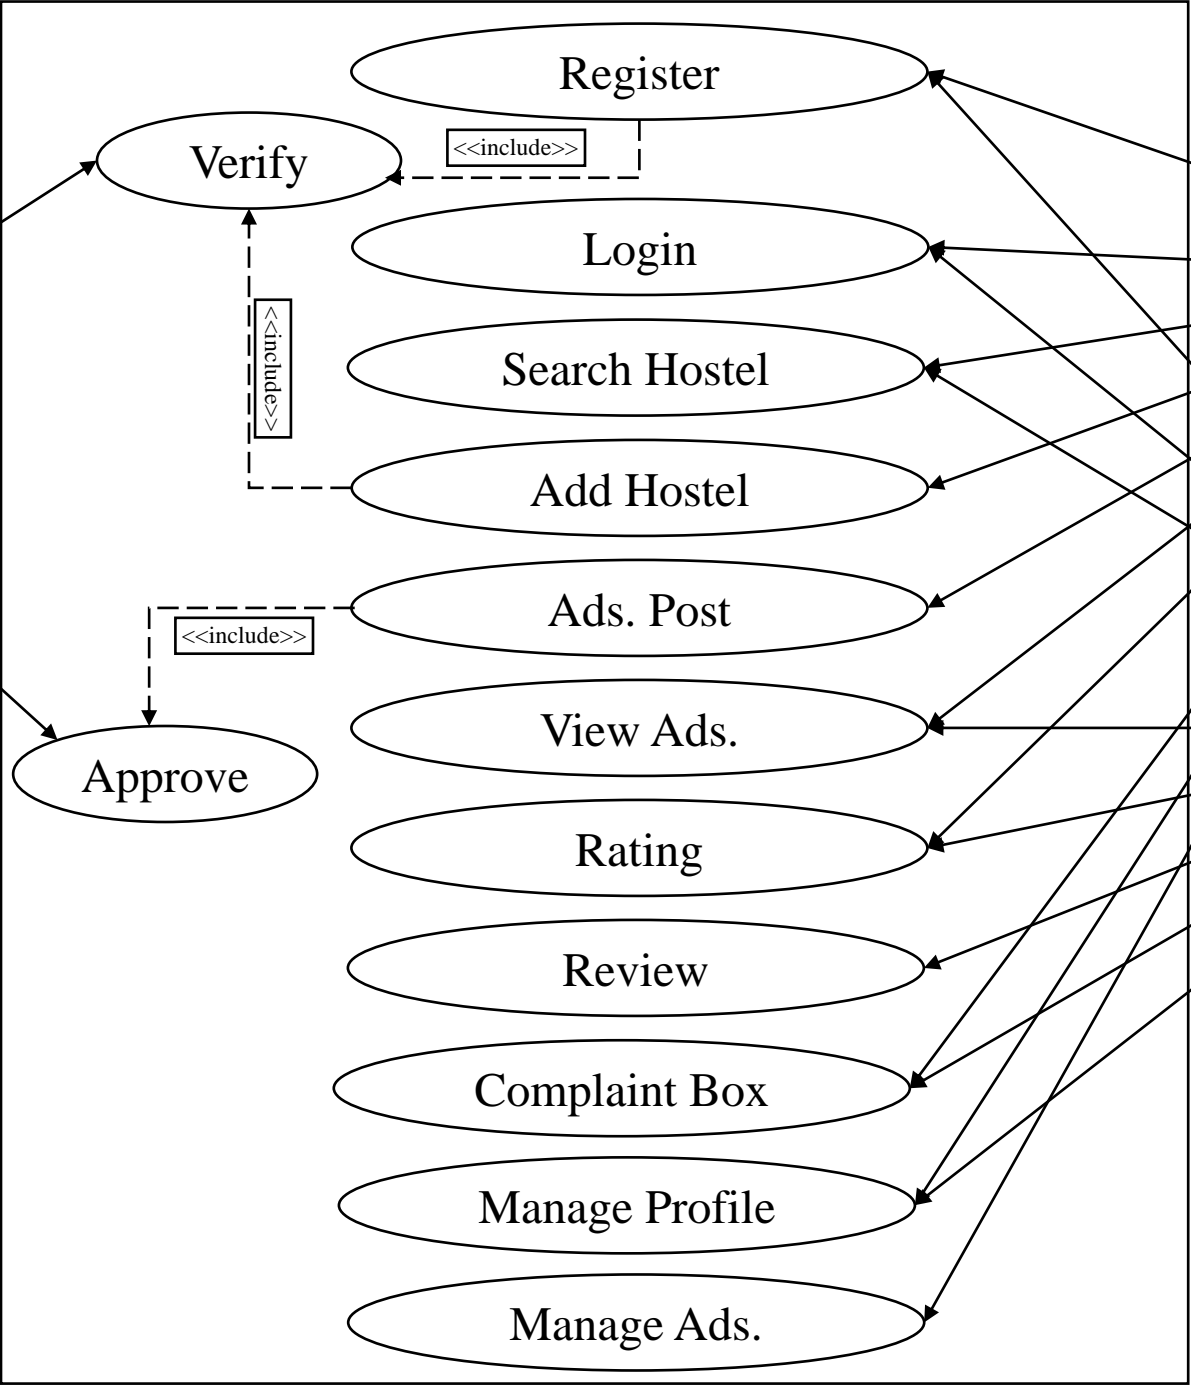 Register
<<include>>
Verify
Login
<<include>>
Search Hostel
Add Hostel
Ads. Post
<<include>>
View Ads.
Approve
Rating
Review
Complaint Box
Manage Profile
Manage Ads.